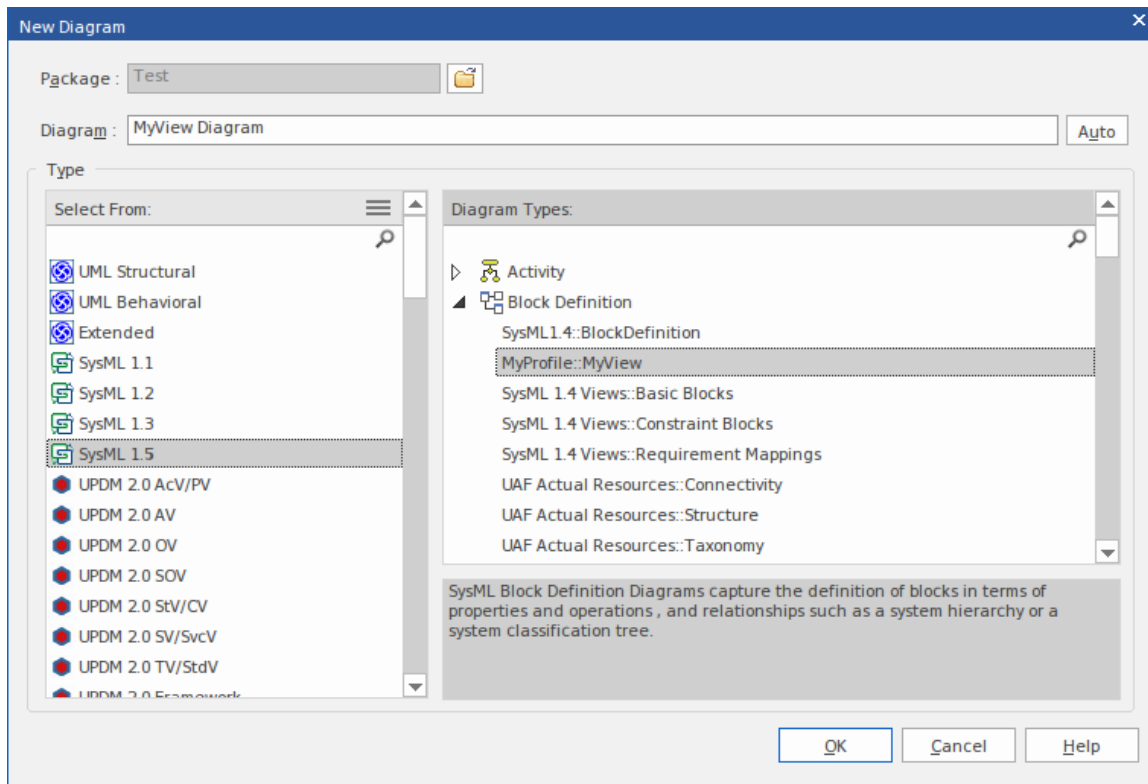 New Diagram
Package : Test
Diagram : MyView Diagram Auto
Type
Select From:
UML Structural
UML Behavioral
Extended
SysML 1.1
SysML 1.2
SysML 1.3
SysML 1.5
UPDM 2.0 AcV/PV
UPDM 2.0 AV
UPDM 2.0 OV
UPDM 2.0 SOV
UPDM 2.0 StV/CV
UPDM 2.0 SV/SvcV
UPDM 2.0 TV/StdV
UPDM 2.0 Framework
Diagram Types:
Activity
Block Definition
SysML1.4::BlockDefinition
MyProfile::MyView
SysML 1.4 Views::Basic Blocks
SysML 1.4 Views::Constraint Blocks
SysML 1.4 Views::Requirement Mappings
UAF Actual Resources::Connectivity
UAF Actual Resources::Structure
UAF Actual Resources::Taxonomy
SysML Block Definition Diagrams capture the definition of blocks in terms of
properties and operations , and relationships such as a system hierarchy or a
system classification tree.
OK Cancel Help